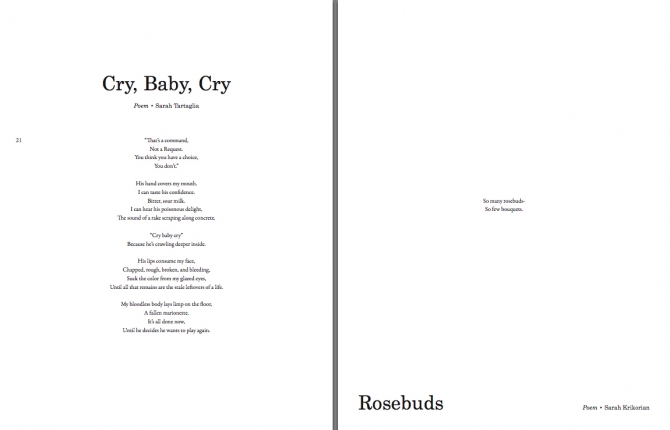 Cry, Baby, Cry
Poem • Sarah Tartaglia
21
"That's a command,
Not a Request.
You think you have a choice,
You don't."
His hand covers my mouth.
I can taste his confidence.
Bitter, sour milk.
I can hear his poisonous delight,
The sound of a rake scraping along concrete.
"Cry baby cry"
Because he's crawling deeper inside.
His lips consume my face,
Chapped, rough, broken, and bleeding,
Suck the color from my glazed eyes,
Until all that remains are the stale leftovers of a life.
My bloodless body lays limp on the floor,
A fallen marionette.
It's all done now,
Until he decides he wants to play again.
So many rosebuds-
So few bouquets.
Rosebuds
Poem • Sarah Krikorian